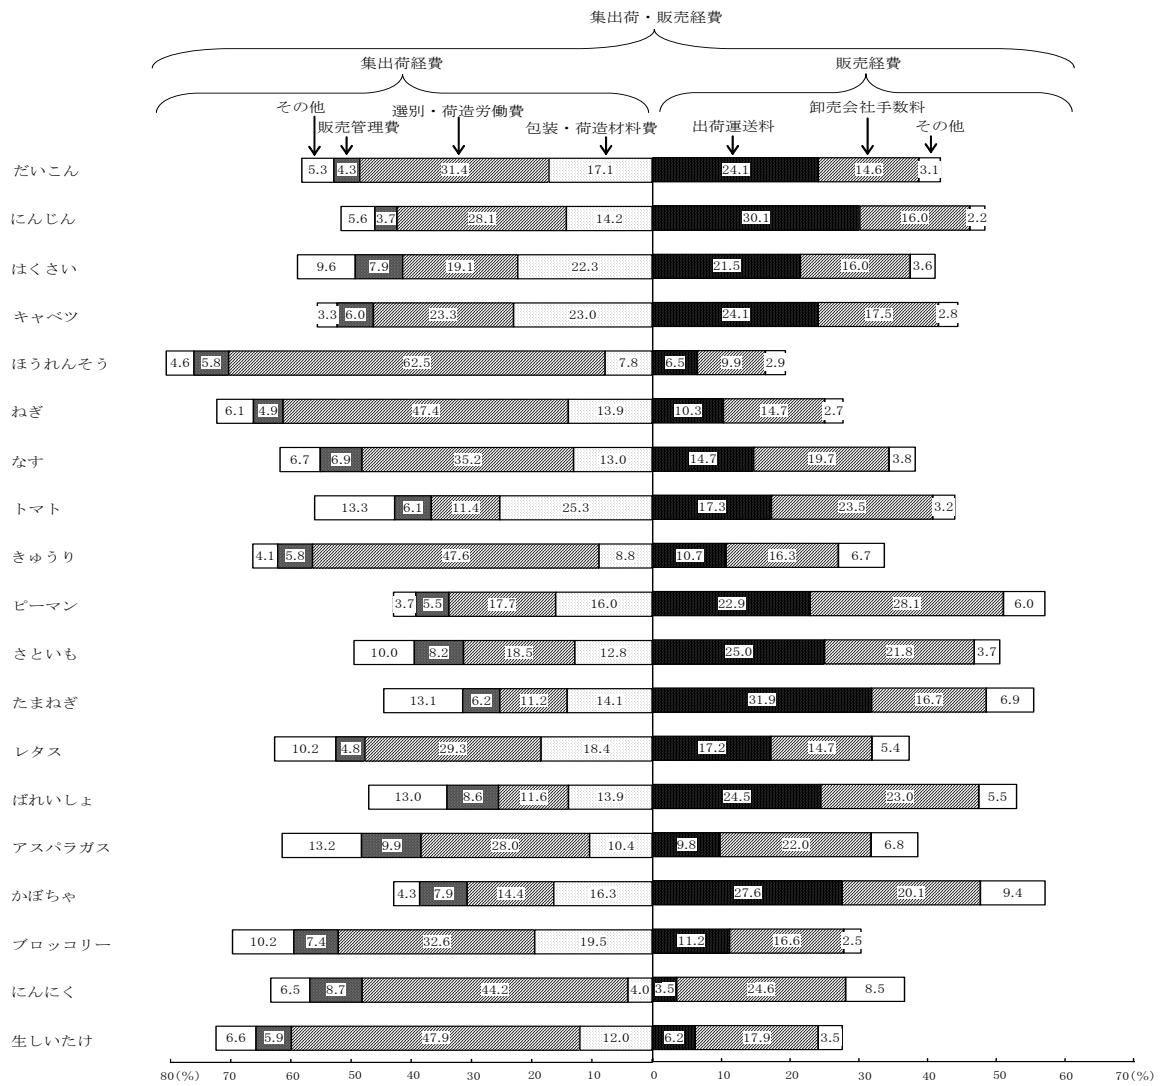 集出荷・販売経費
集出荷経費 販売経費
その他 選別・荷造労働費 卸売会社手数料
販売管理費 包装・荷造材料費 出荷運送料 その他
だいこん 5.3 4.3 31.4 17.1 24.1 14.6 3.1
にんじん 5.6 3.7 28.1 14.2 30.1 16.0 2.2
はくさい 9.6 7.9 19.1 22.3 21.5 16.0 3.6
キャベツ 3.3 6.0 23.3 23.0 24.1 17.5 2.8
ほうれんそう 4.6 5.8 62.5 7.8 6.5 9.9 2.9
ねぎ 6.1 4.9 47.4 13.9 10.3 14.7 2.7
なす 6.7 6.9 35.2 13.0 14.7 19.7 3.8
トマト 13.3 6.1 11.4 25.3 17.3 23.5 3.2
きゅうり 4.1 5.8 47.6 8.8 10.7 16.3 6.7
ピーマン 3.7 5.5 17.7 16.0 22.9 28.1 6.0
さといも 10.0 8.2 18.5 12.8 25.0 21.8 3.7
たまねぎ 13.1 6.2 11.2 14.1 31.9 16.7 6.9
レタス 10.2 4.8 29.3 18.4 17.2 14.7 5.4
ばれいしょ 13.0 8.6 11.6 13.9 24.5 23.0 5.5
アスパラガス 13.2 9.9 28.0 10.4 9.8 22.0 6.8
かぼちゃ 4.3 7.9 14.4 16.3 27.6 20.1 9.4
ブロッコリー 10.2 7.4 32.6 19.5 11.2 16.6 2.5
にんにく 6.5 8.7 44.2 4.0 3.5 24.6 8.5
生しいたけ 6.6 5.9 47.9 12.0 6.2 17.9 3.5
80(%) 70 60 50 40 30 20 10 0 10 20 30 40 50 60 70(%)